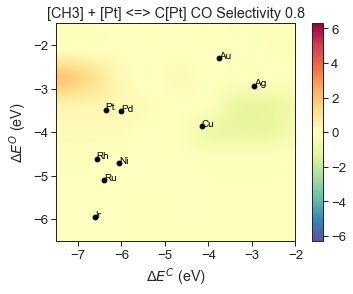 [CH3] + [Pt] <=> C[Pt] CO Selectivity 0.8
−2
−3
−4
−5
−6
ΔE^O (eV)
Au
Ag
Pt
Pd
Cu
Rh
Ni
Ru
Ir
−7
−6
−5
−4
−3
−2
ΔE^C (eV)
6
4
2
0
−2
−4
−6